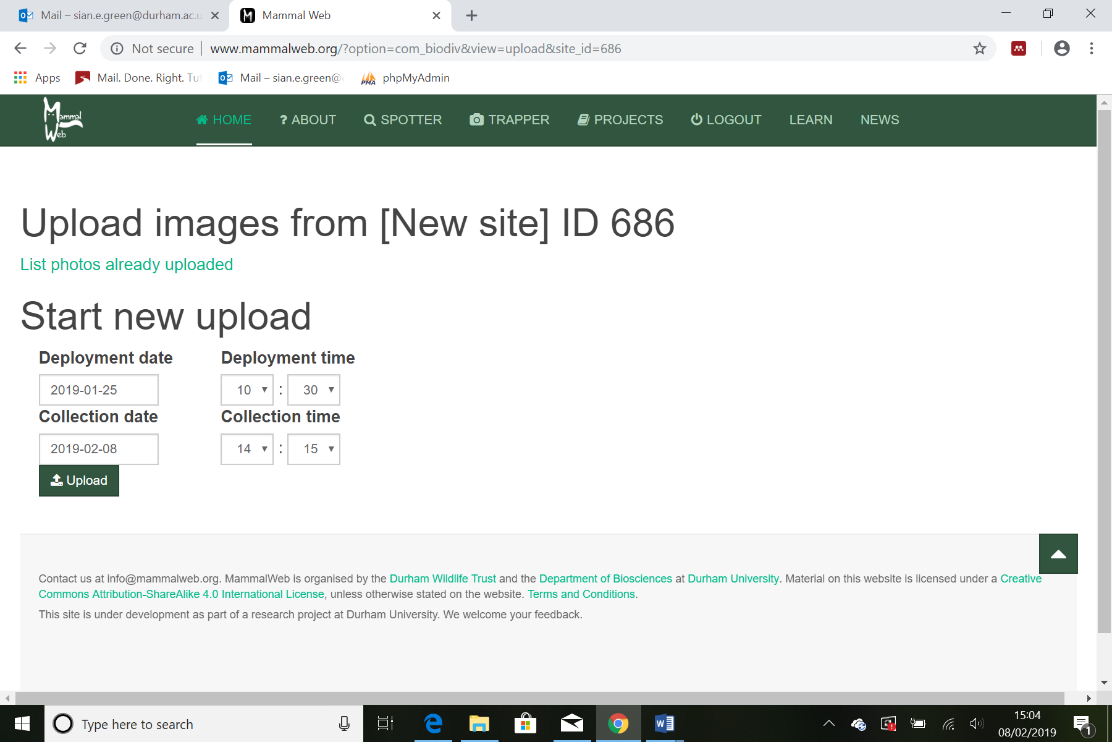 Mail – sian.e.green@durham.ac.u
Mammal Web
Not secure | www.mammalweb.org/?option=com_biodiv&view=upload&site_id=686
Apps
Mail. Done. Right. Tu
Mail – sian.e.green@
phpMyAdmin
Mammal Web
HOME
? ABOUT
SPOTTER
TRAPPER
PROJECTS
LOGOUT
LEARN
NEWS
Upload images from [New site] ID 686
List photos already uploaded
Start new upload
Deployment date Deployment time
2019-01-25 10 : 30
Collection date Collection time
2019-02-08 14 : 15
Upload
Contact us at info@mammalweb.org. MammalWeb is organised by the Durham Wildlife Trust and the Department of Biosciences at Durham University. Material on this website is licensed under a Creative
Commons Attribution-ShareAlike 4.0 International License, unless otherwise stated on the website. Terms and Conditions.
This site is under development as part of a research project at Durham University. We welcome your feedback.
Type here to search
15:04
08/02/2019
1